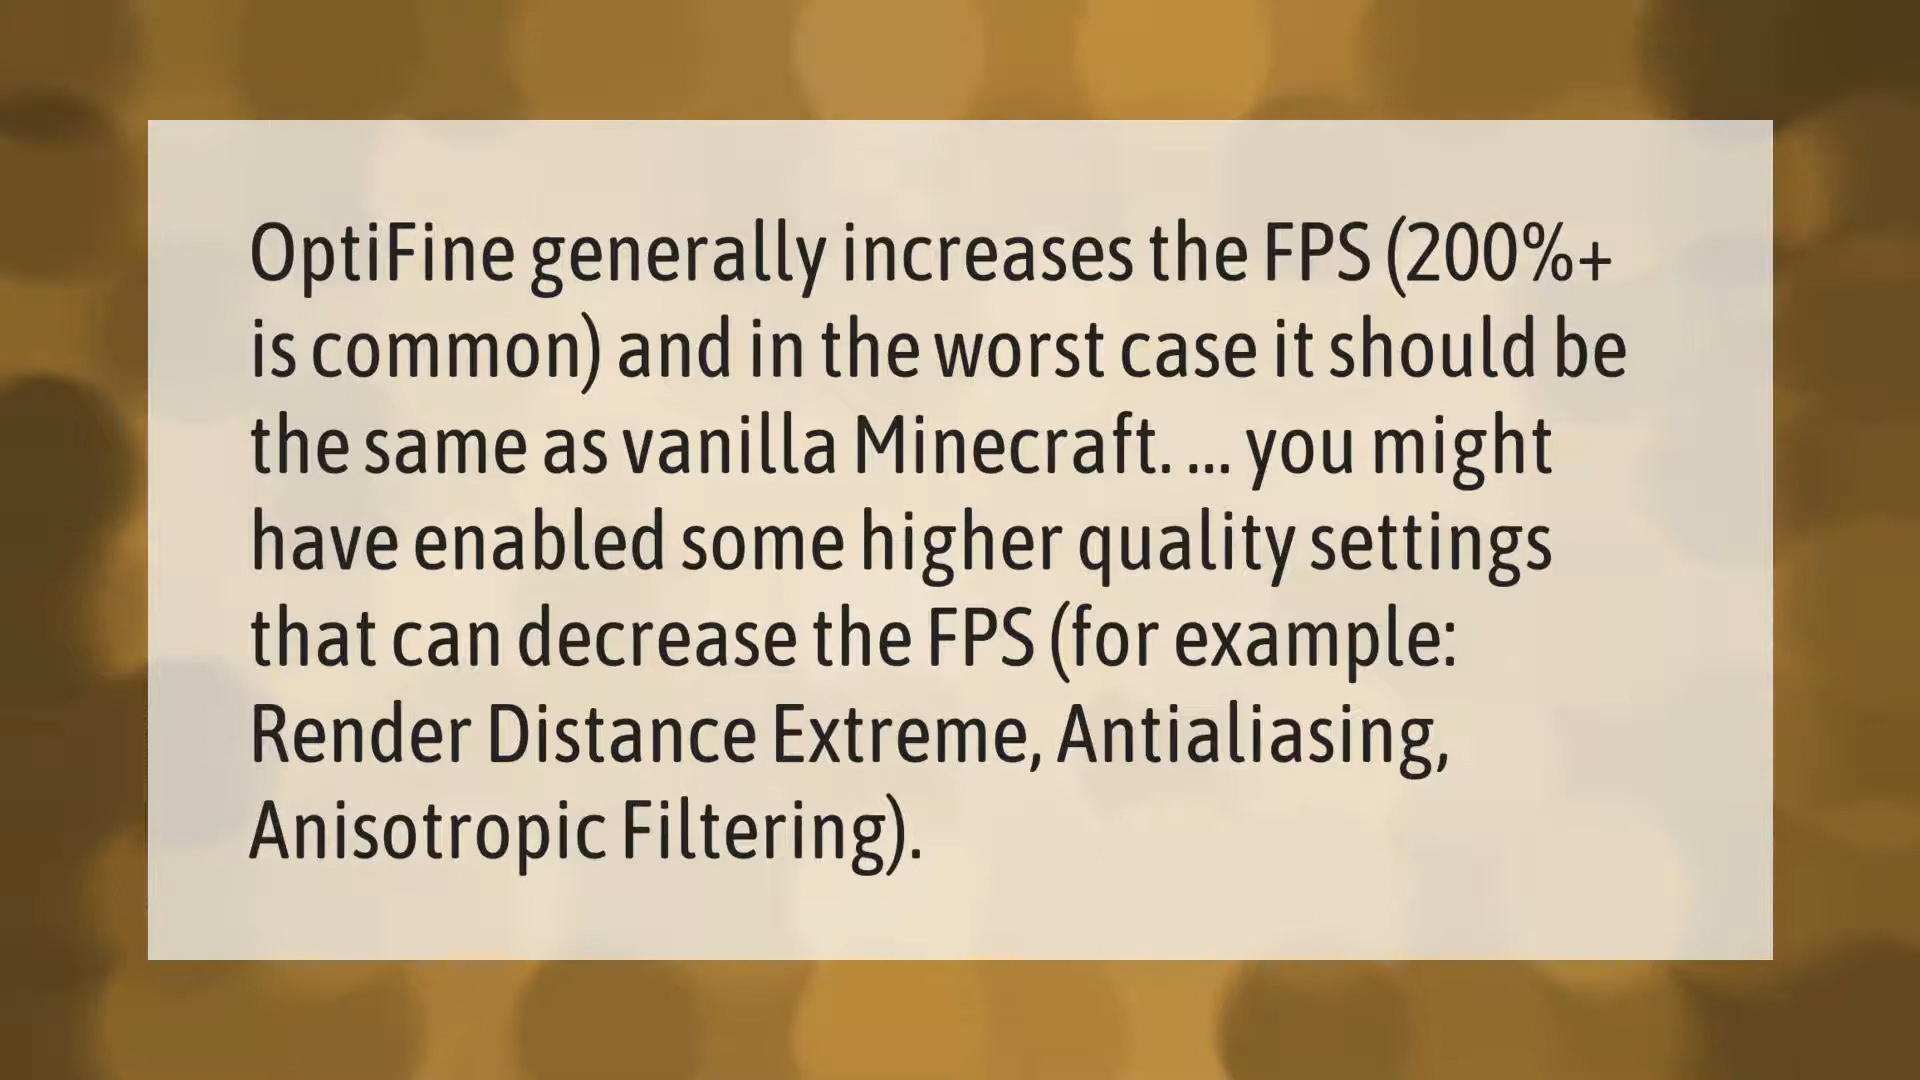 OptiFine generally increases the FPS (200%+
is common) and in the worst case it should be
the same as vanilla Minecraft. ... you might
have enabled some higher quality settings
that can decrease the FPS (for example:
Render Distance Extreme, Antialiasing,
Anisotropic Filtering).